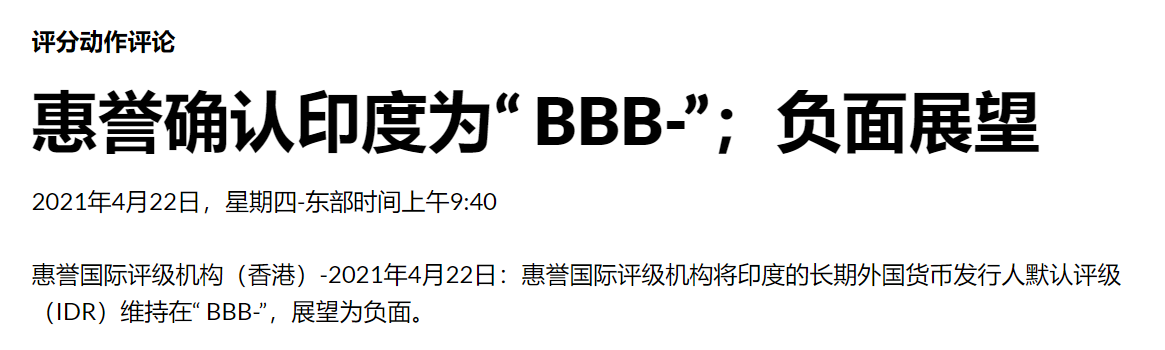 评分动作评论
惠誉确认印度为“ BBB-”；负面展望
2021年4月22日，星期四-东部时间上午9:40
惠誉国际评级机构（香港）-2021年4月22日：惠誉国际评级机构将印度的长期外国货币发行人默认评级
（IDR）维持在“ BBB-”，展望为负面。